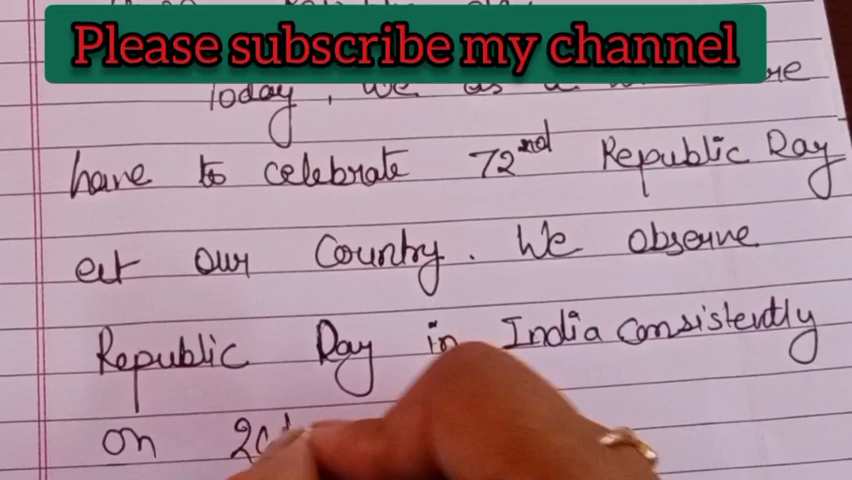 Please subscribe my channel
Today, we as a
have to celebrate 72nd Republic Day
at our Country. We observe
Republic Day in India consistently
on